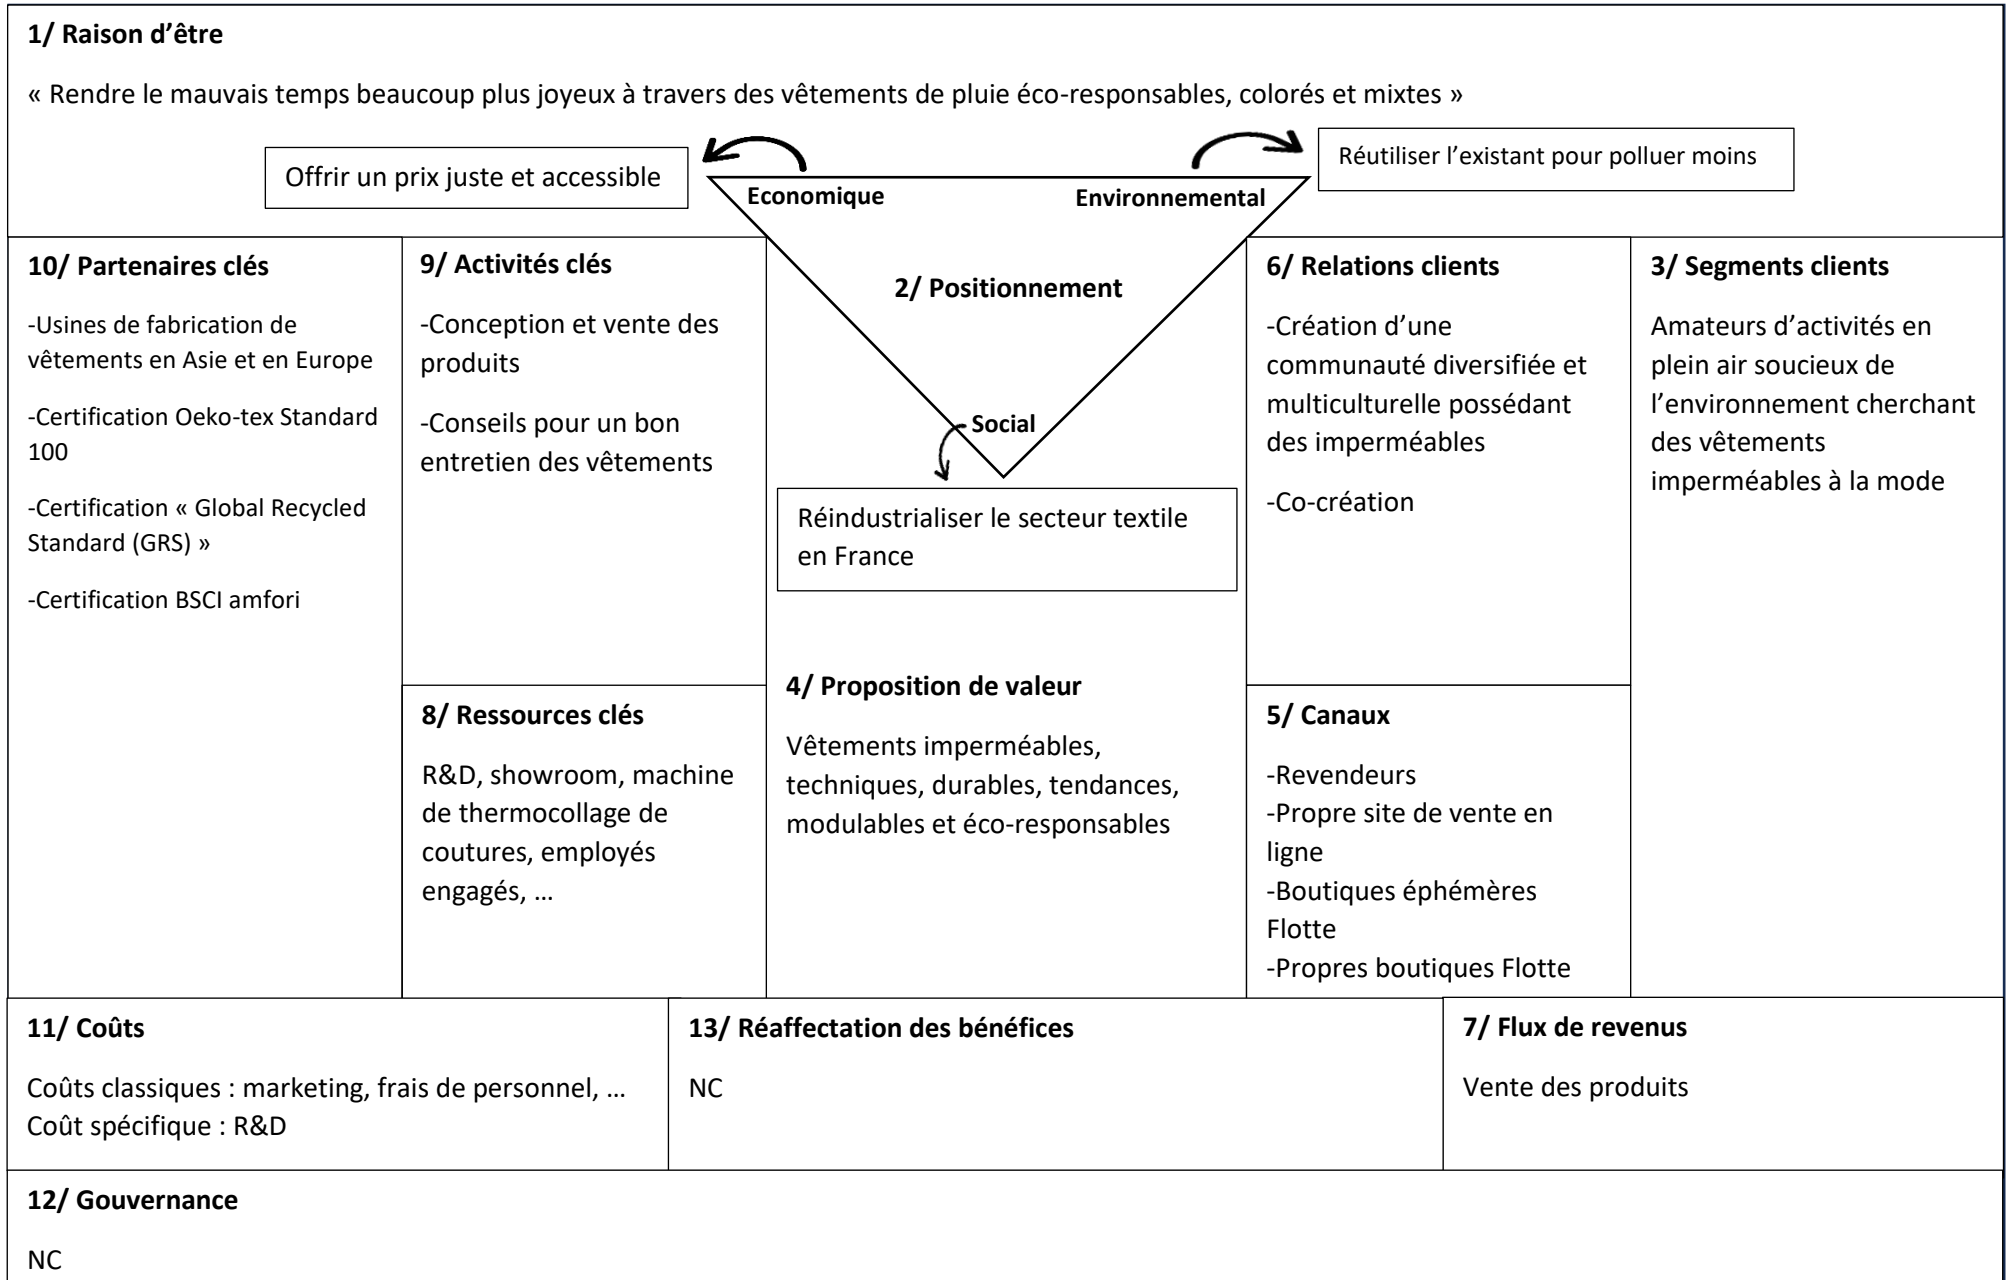 1/ Raison d’être
« Rendre le mauvais temps beaucoup plus joyeux à travers des vêtements de pluie éco-responsables, colorés et mixtes »
Offrir un prix juste et accessible
Réutiliser l’existant pour polluer moins
Economique
Environnemental
2/ Positionnement
Social
Réindustrialiser le secteur textile
en France
10/ Partenaires clés
-Usines de fabrication de
vêtements en Asie et en Europe
-Certification Oeko-tex Standard
100
-Certification « Global Recycled
Standard (GRS) »
-Certification BSCI amfori
9/ Activités clés
-Conception et vente des
produits
-Conseils pour un bon
entretien des vêtements
8/ Ressources clés
R&D, showroom, machine
de thermocollage de
coutures, employés
engagés, …
4/ Proposition de valeur
Vêtements imperméables,
techniques, durables, tendances,
modulables et éco-responsables
6/ Relations clients
-Création d’une
communauté diversifiée et
multiculturelle possédant
des imperméables
-Co-création
5/ Canaux
-Revendeurs
-Propre site de vente en
ligne
-Boutiques éphémères
Flotte
-Propres boutiques Flotte
3/ Segments clients
Amateurs d’activités en
plein air soucieux de
l’environnement cherchant
des vêtements
imperméables à la mode
11/ Coûts
Coûts classiques : marketing, frais de personnel, …
Coût spécifique : R&D
13/ Réaffectation des bénéfices
NC
7/ Flux de revenus
Vente des produits
12/ Gouvernance
NC